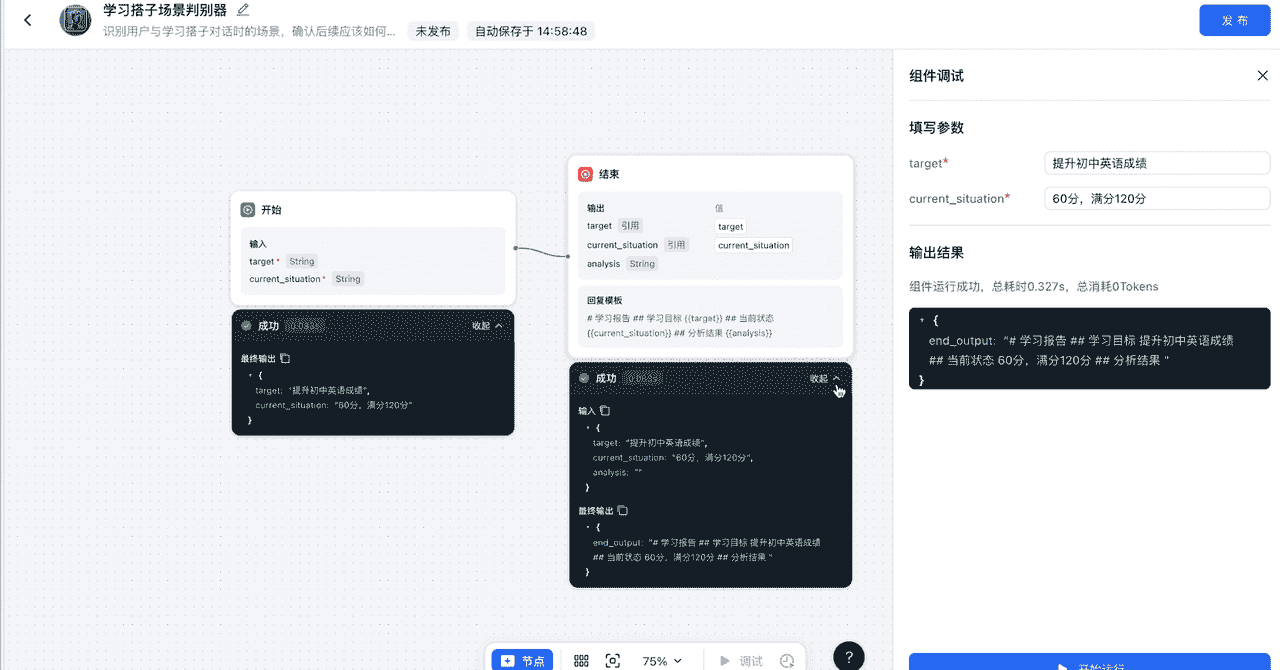 学习搭子场景判别器
识别用户与学习搭子对话时的场景，确认后续应该如何... 未发布 自动保存于 14:58:48
发布
开始
输入
target* String
current_situation* String
成功 收起
最终输出
{
target: "提升初中英语成绩",
current_situation: "60分，满分120分"
}
结束
输出 值
target 引用 target
current_situation 引用 current_situation
analysis String
回复模板
# 学习报告 ## 学习目标 {{target}} ## 当前状态
{{current_situation}} ## 分析结果 {{analysis}}
成功 收起
输入
{
target: "提升初中英语成绩",
current_situation: "60分，满分120分",
analysis: ""
}
最终输出
{
end_output: "# 学习报告 ## 学习目标 提升初中英语成绩
## 当前状态 60分，满分120分 ## 分析结果 "
}
节点 75% 调试 ?
组件调试
填写参数
target* 提升初中英语成绩
current_situation* 60分，满分120分
输出结果
组件运行成功，总耗时0.327s，总消耗0Tokens
{
end_output: "# 学习报告 ## 学习目标 提升初中英语成绩
## 当前状态 60分，满分120分 ## 分析结果 "
}
开始运行